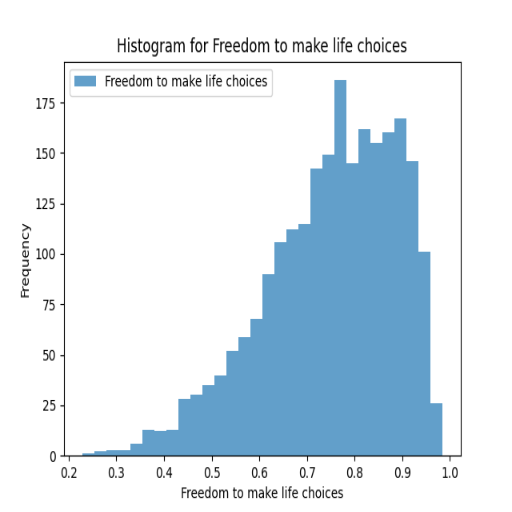 Histogram for Freedom to make life choices
Freedom to make life choices
175
150
125
100
75
50
25
0
Frequency
0.2 0.3 0.4 0.5 0.6 0.7 0.8 0.9 1.0
Freedom to make life choices